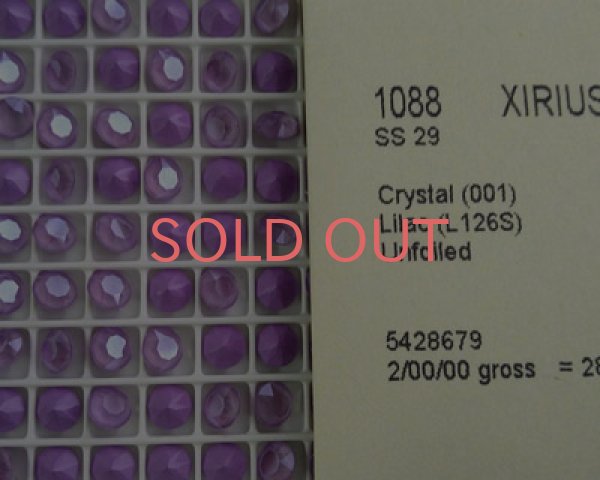 1088 XIRIUS
SS 29
Crystal (001)
Lilac (L126S)
SOLD OUT
Unfoiled
5428679
2/00/00 gross = 28